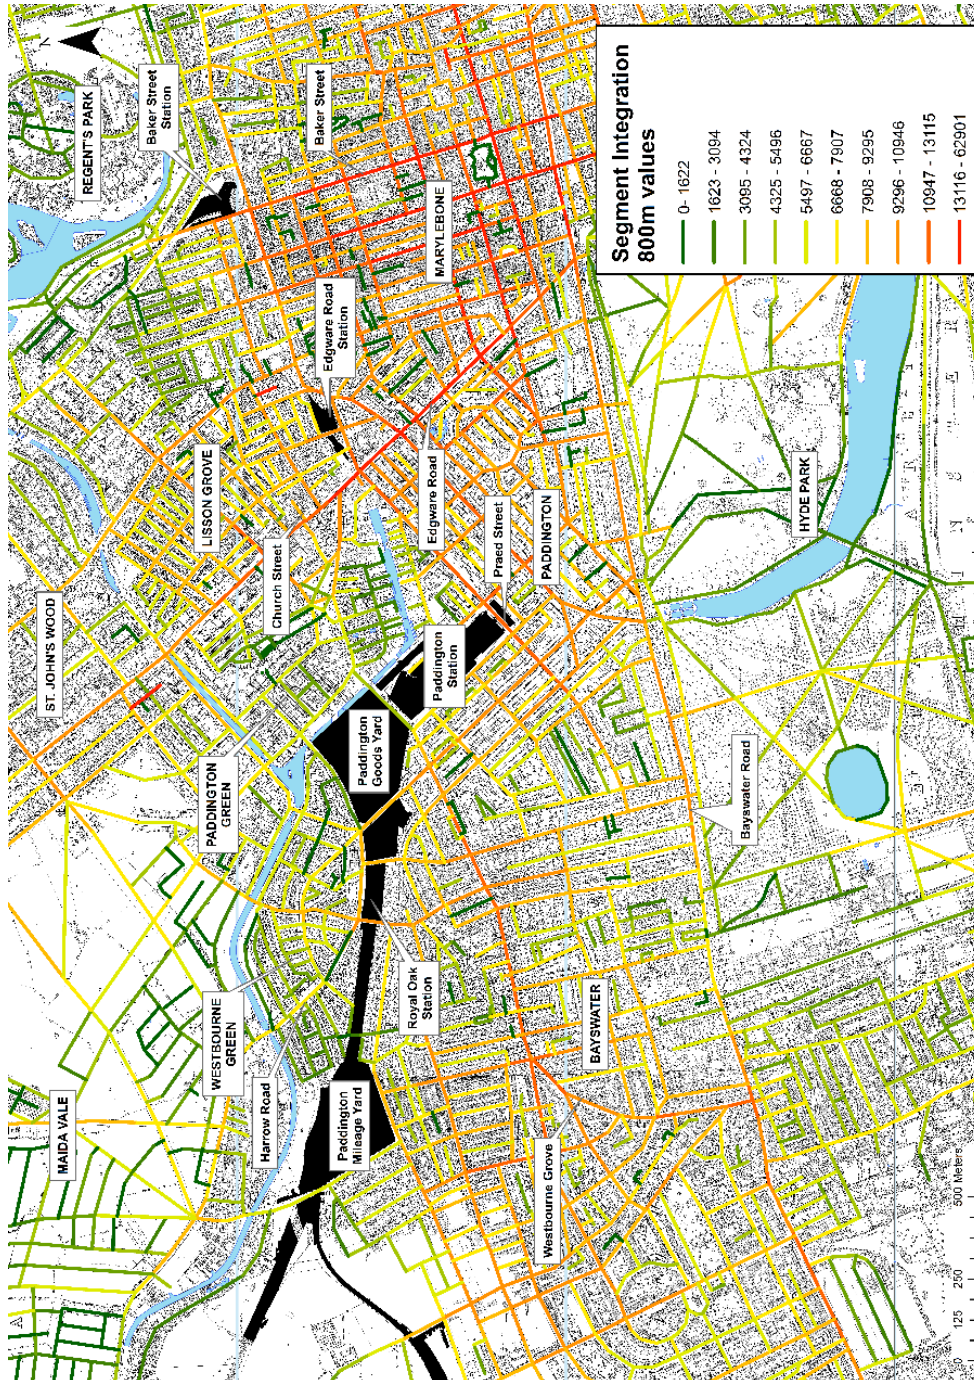 N
REGENT'S PARK
Baker Street
Station
Baker Street
MARYLEBONE
Edgware Road
Station
LISSON GROVE
Church Street
Edgware Road
Praed Street
PADDINGTON
ST. JOHN'S WOOD
Paddington
Station
Paddington
Goods Yard
PADDINGTON
GREEN
HYDE PARK
Bayswater Road
WESTBOURNE
GREEN
Royal Oak
Station
BAYSWATER
MAIDA VALE
Harrow Road
Paddington
Mileage Yard
Westbourne Grove
Segment Integration
800m values
0- 1622
1623 - 3094
3095 - 4324
4325 - 5496
5497 - 6667
6668 - 7907
7908 - 9295
9296 - 10946
10947 - 13115
13116 - 62901
0 125 250 500 Meters